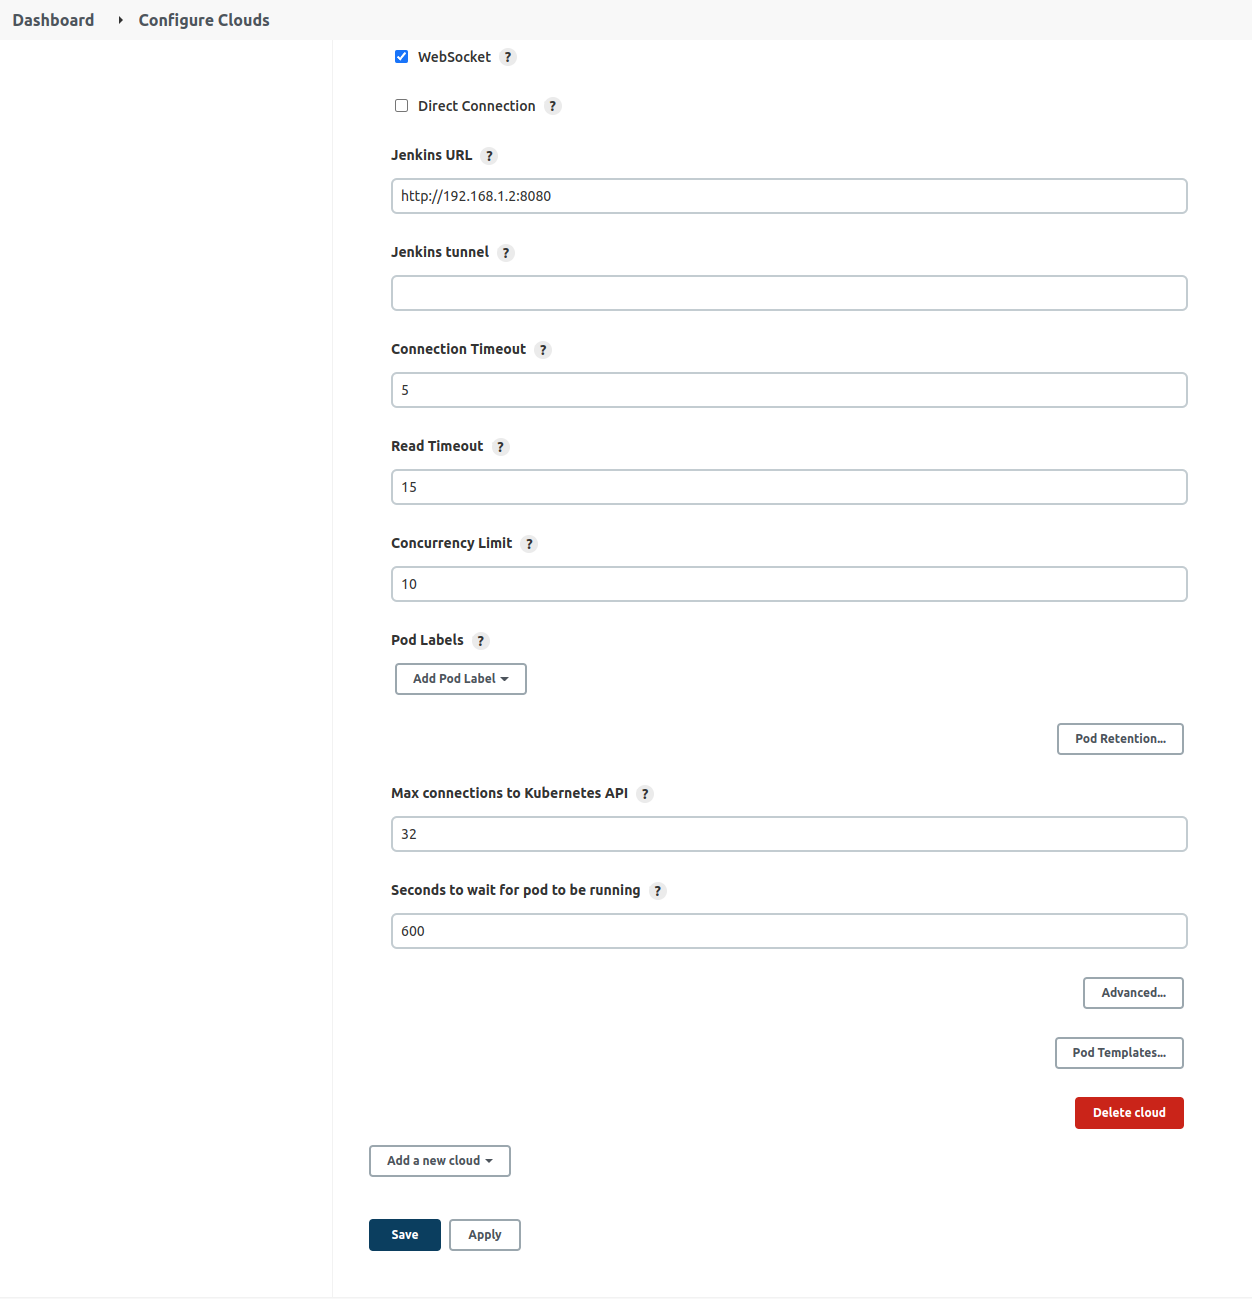 Dashboard Configure Clouds
WebSocket ?
Direct Connection ?
Jenkins URL ?
http://192.168.1.2:8080
Jenkins tunnel ?
Connection Timeout ?
5
Read Timeout ?
15
Concurrency Limit ?
10
Pod Labels ?
Add Pod Label
Pod Retention...
Max connections to Kubernetes API ?
32
Seconds to wait for pod to be running ?
600
Advanced...
Pod Templates...
Delete cloud
Add a new cloud
Save Apply